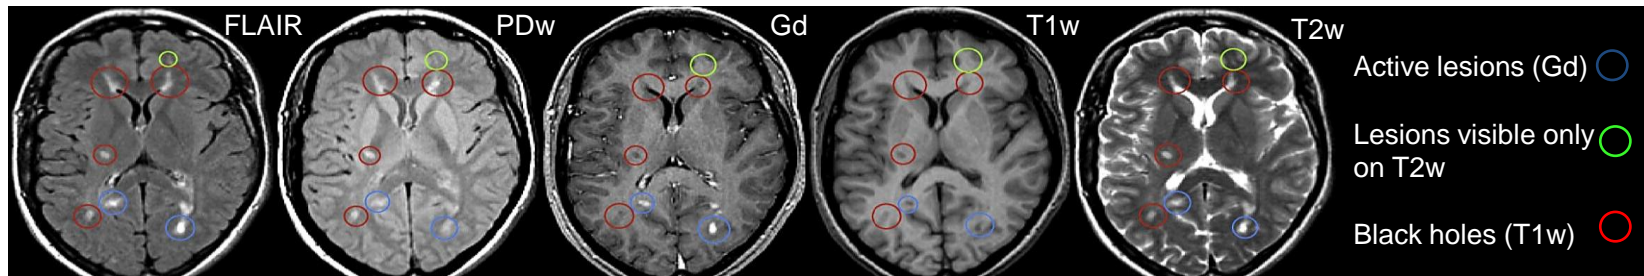 FLAIR
PDw
Gd
T1w
T2w
Active lesions (Gd)
Lesions visible only
on T2w
Black holes (T1w)